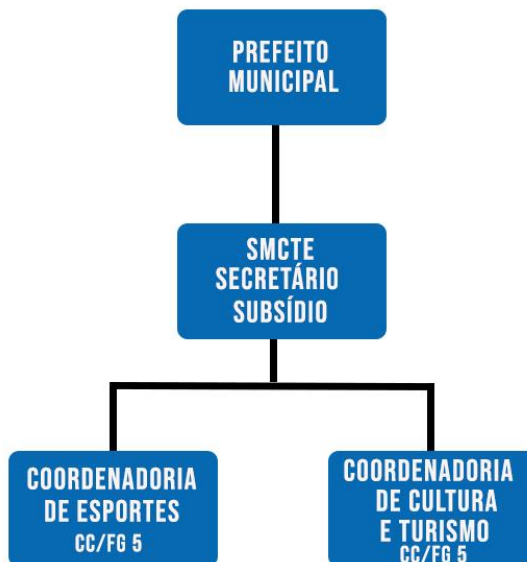 PREFEITO
MUNICIPAL
SMCTE
SECRETÁRIO
SUBSÍDIO
COORDENADORIA
DE ESPORTES
CC/FG 5
COORDENADORIA
DE CULTURA
E TURISMO
CC/FG 5